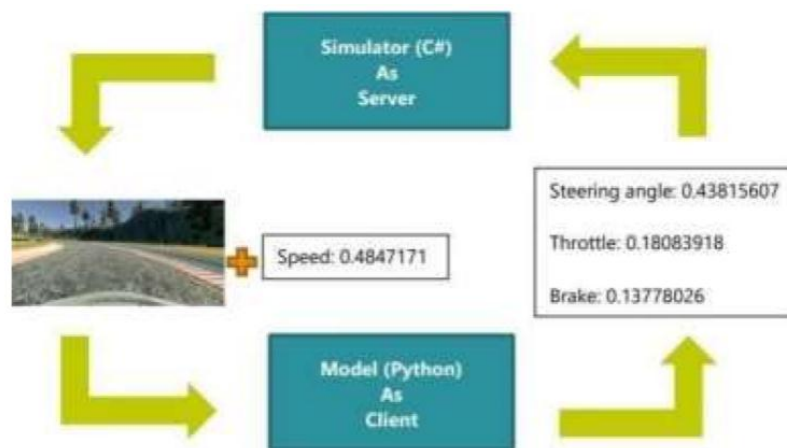 Simulator (C#)
As
Server
Steering angle: 0.43815607
Throttle: 0.18083918
Brake: 0.13778026
Speed: 0.4847171
Model (Python)
As
Client